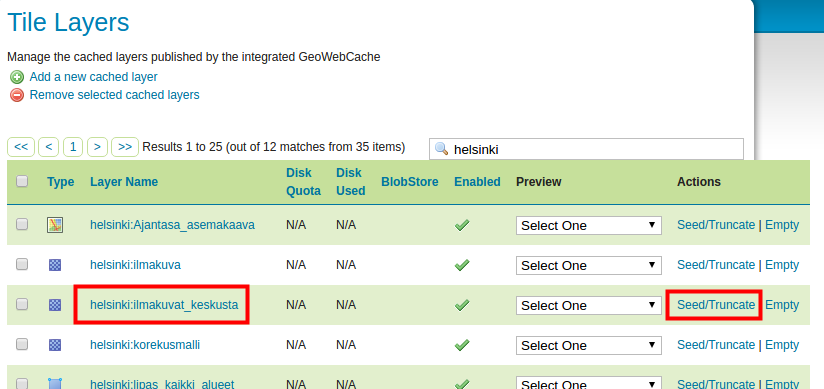 Tile Layers
Manage the cached layers published by the integrated GeoWebCache
Add a new cached layer
Remove selected cached layers
<< < 1 > >> Results 1 to 25 (out of 12 matches from 35 items) helsinki
Type Layer Name Disk Quota Disk Used BlobStore Enabled Preview Actions
helsinki:Ajantasa_asemakaava N/A N/A Select One Seed/Truncate | Empty
helsinki:ilmakuva N/A N/A Select One Seed/Truncate | Empty
helsinki:ilmakuvat_keskusta N/A N/A Select One Seed/Truncate | Empty
helsinki:korekusmalli N/A N/A Select One Seed/Truncate | Empty
helsinki:lipas_kaikki_alueet N/A N/A Select One Seed/Truncate | Empty